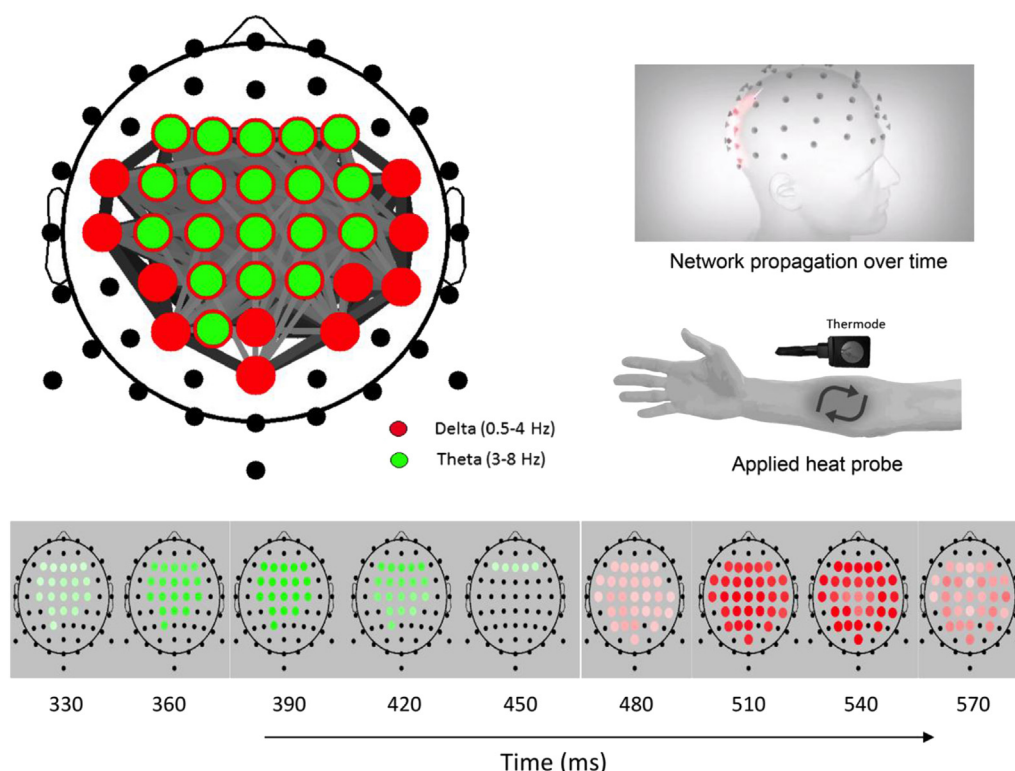 Network propagation over time
Thermode
Applied heat probe
Delta (0.5-4 Hz)
Theta (3-8 Hz)
330 360 390 420 450 480 510 540 570
Time (ms)